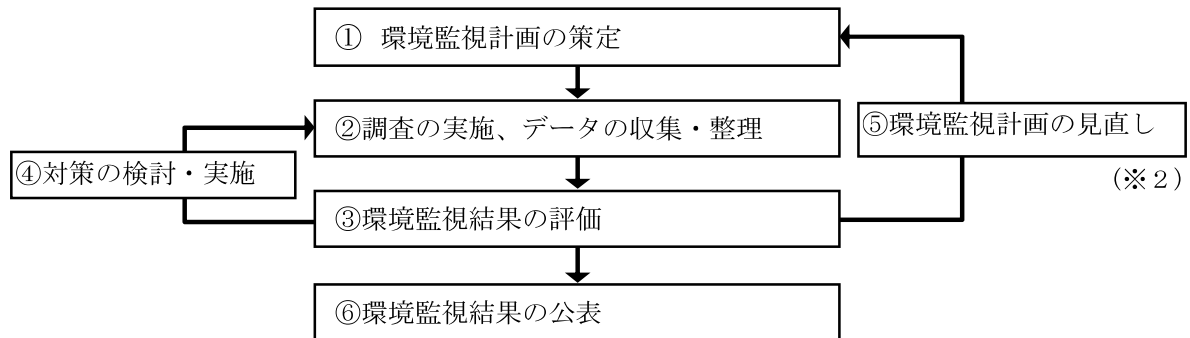 ① 環境監視計画の策定
②調査の実施、データの収集・整理
⑤環境監視計画の見直し
(※2)
④対策の検討・実施
③環境監視結果の評価
⑥環境監視結果の公表